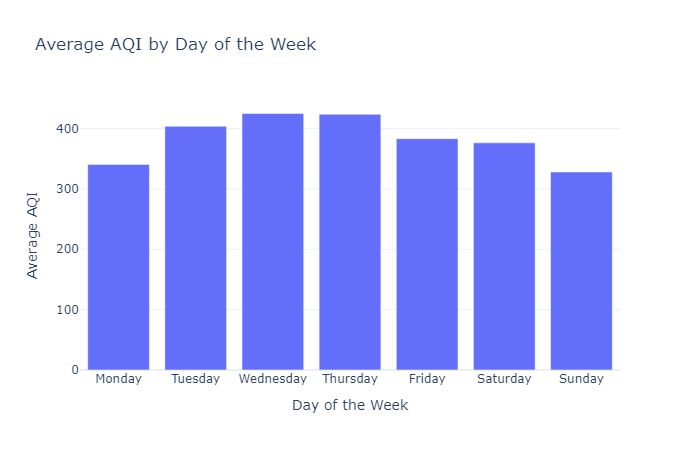 Average AQI by Day of the Week
Average AQI
400
300
200
100
0
Monday Tuesday Wednesday Thursday Friday Saturday Sunday
Day of the Week